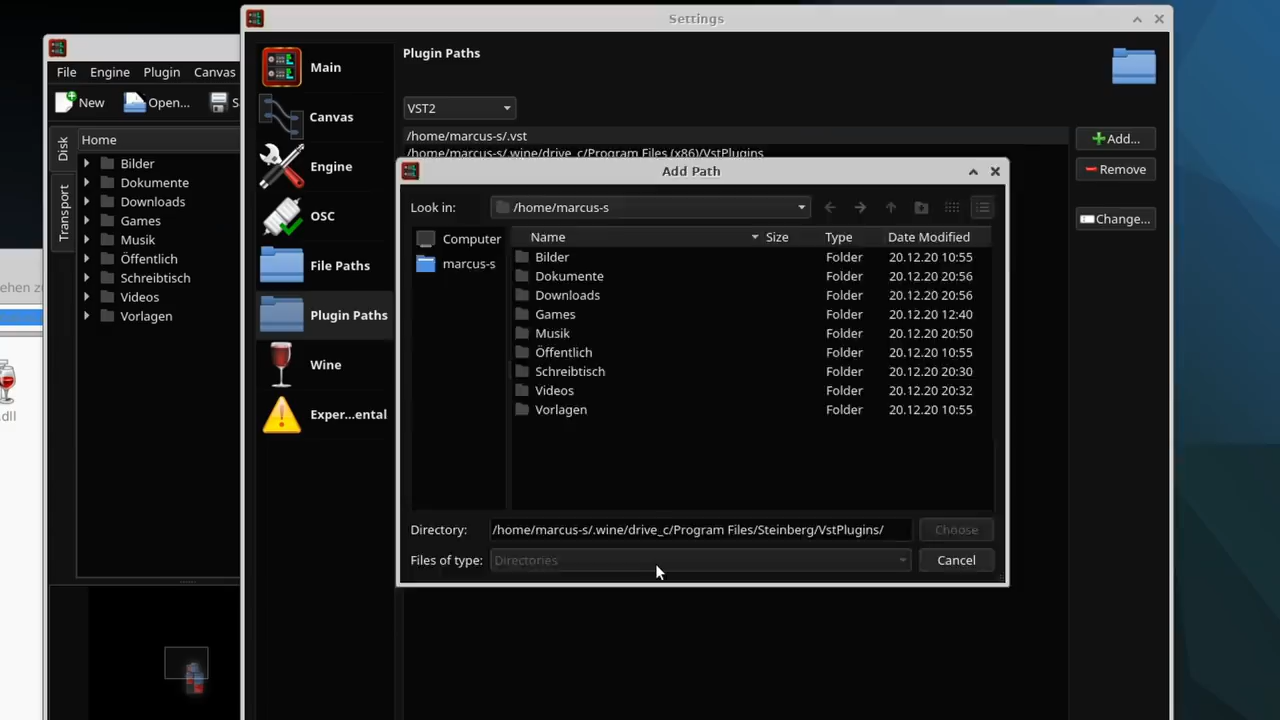 Settings
File Engine Plugin Canvas
New Open...
Disk
Transport
Home
Bilder
Dokumente
Downloads
Games
Musik
Öffentlich
Schreibtisch
Videos
Vorlagen
.dll
Main
Canvas
Engine
OSC
File Paths
Plugin Paths
Wine
Exper...ental
Plugin Paths
VST2
/home/marcus-s/.vst
/home/marcus-s/.wine/drive_c/Program Files (x86)/VstPlugins
Add...
Remove
Change...
Add Path
Look in: /home/marcus-s
Computer
marcus-s
Name Size Type Date Modified
Bilder Folder 20.12.20 10:55
Dokumente Folder 20.12.20 20:56
Downloads Folder 20.12.20 20:56
Games Folder 20.12.20 12:40
Musik Folder 20.12.20 20:50
Öffentlich Folder 20.12.20 10:55
Schreibtisch Folder 20.12.20 20:30
Videos Folder 20.12.20 20:32
Vorlagen Folder 20.12.20 10:55
Directory: /home/marcus-s/.wine/drive_c/Program Files/Steinberg/VstPlugins/ Choose
Files of type: Directories Cancel